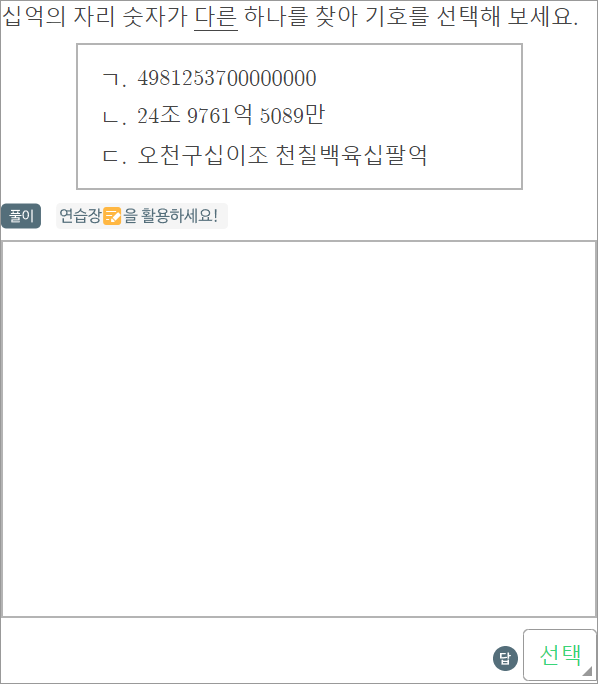 십억의 자리 숫자가 다른 하나를 찾아 기호를 선택해 보세요.
ㄱ. 4981253700000000
ㄴ. 24조 9761억 5089만
ㄷ. 오천구십이조 천칠백육십팔억
풀이 연습장을 활용하세요!
답 선택